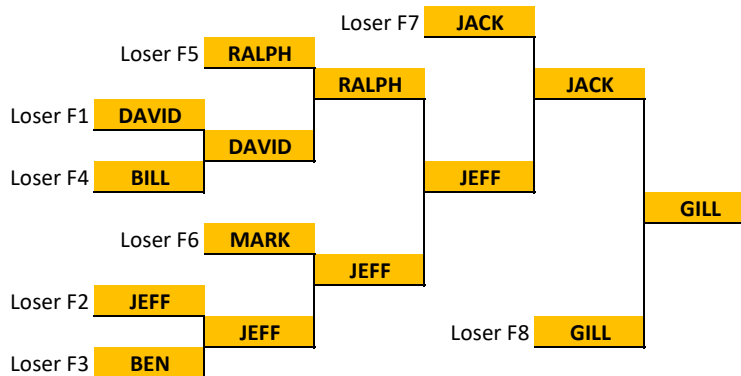 Loser F7 JACK
Loser F5 RALPH
RALPH JACK
Loser F1 DAVID
DAVID
Loser F4 BILL JEFF
GILL
Loser F6 MARK
JEFF
Loser F2 JEFF
JEFF Loser F8 GILL
Loser F3 BEN